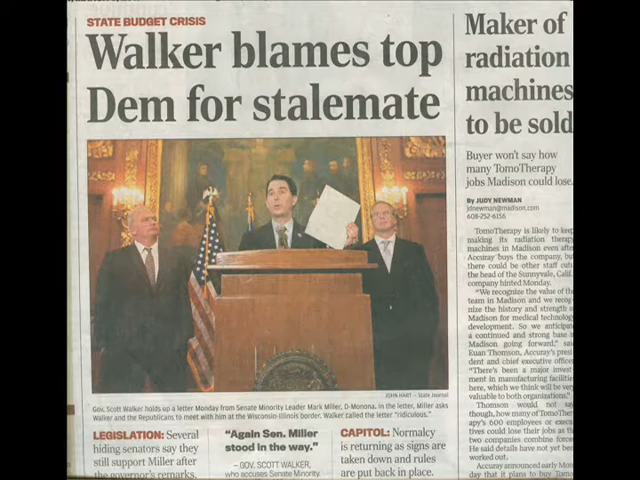 STATE BUDGET CRISIS
Walker blames top
Dem for stalemate
JOHN HART – State Journal
Gov. Scott Walker holds up a letter Monday from Senate Minority Leader Mark Miller, D-Monona. In the letter, Miller asks
Walker and the Republicans to meet with him at the Wisconsin-Illinois border. Walker called the letter "ridiculous."
LEGISLATION: Several
hiding senators say they
still support Miller after
the governor's remarks.
"Again Sen. Miller
stood in the way."
– GOV. SCOTT WALKER,
who accuses Senate Minority
CAPITOL: Normalcy
is returning as signs are
taken down and rules
are put back in place.
Maker of
radiation
machines
to be sold
Buyer won't say how
many TomoTherapy
jobs Madison could lose.
By JUDY NEWMAN
jdnewman@madison.com
608-252-6156
TomoTherapy is likely to keep
making its radiation therapy
machines in Madison even after
Accuray buys the company, but
there could be other staff cuts,
the head of the Sunnyvale, Calif.
company hinted Monday.
"We recognize the value of the
team in Madison and we recog-
nize the history and strength of
Madison for medical technology
development. So we anticipate
a continued and strong base in
Madison going forward," said
Euan Thomson, Accuray's presi-
dent and chief executive officer.
"There's been a major invest-
ment in manufacturing facilities
here, which we think will be very
valuable to both organizations."
Thomson would not say,
though, how many of TomoTher-
apy's 600 employees or execu-
tives could lose their jobs as the
two companies combine forces.
He said details have not yet been
worked out.
Accuray announced early Mon-
day that it plans to buy Tomo